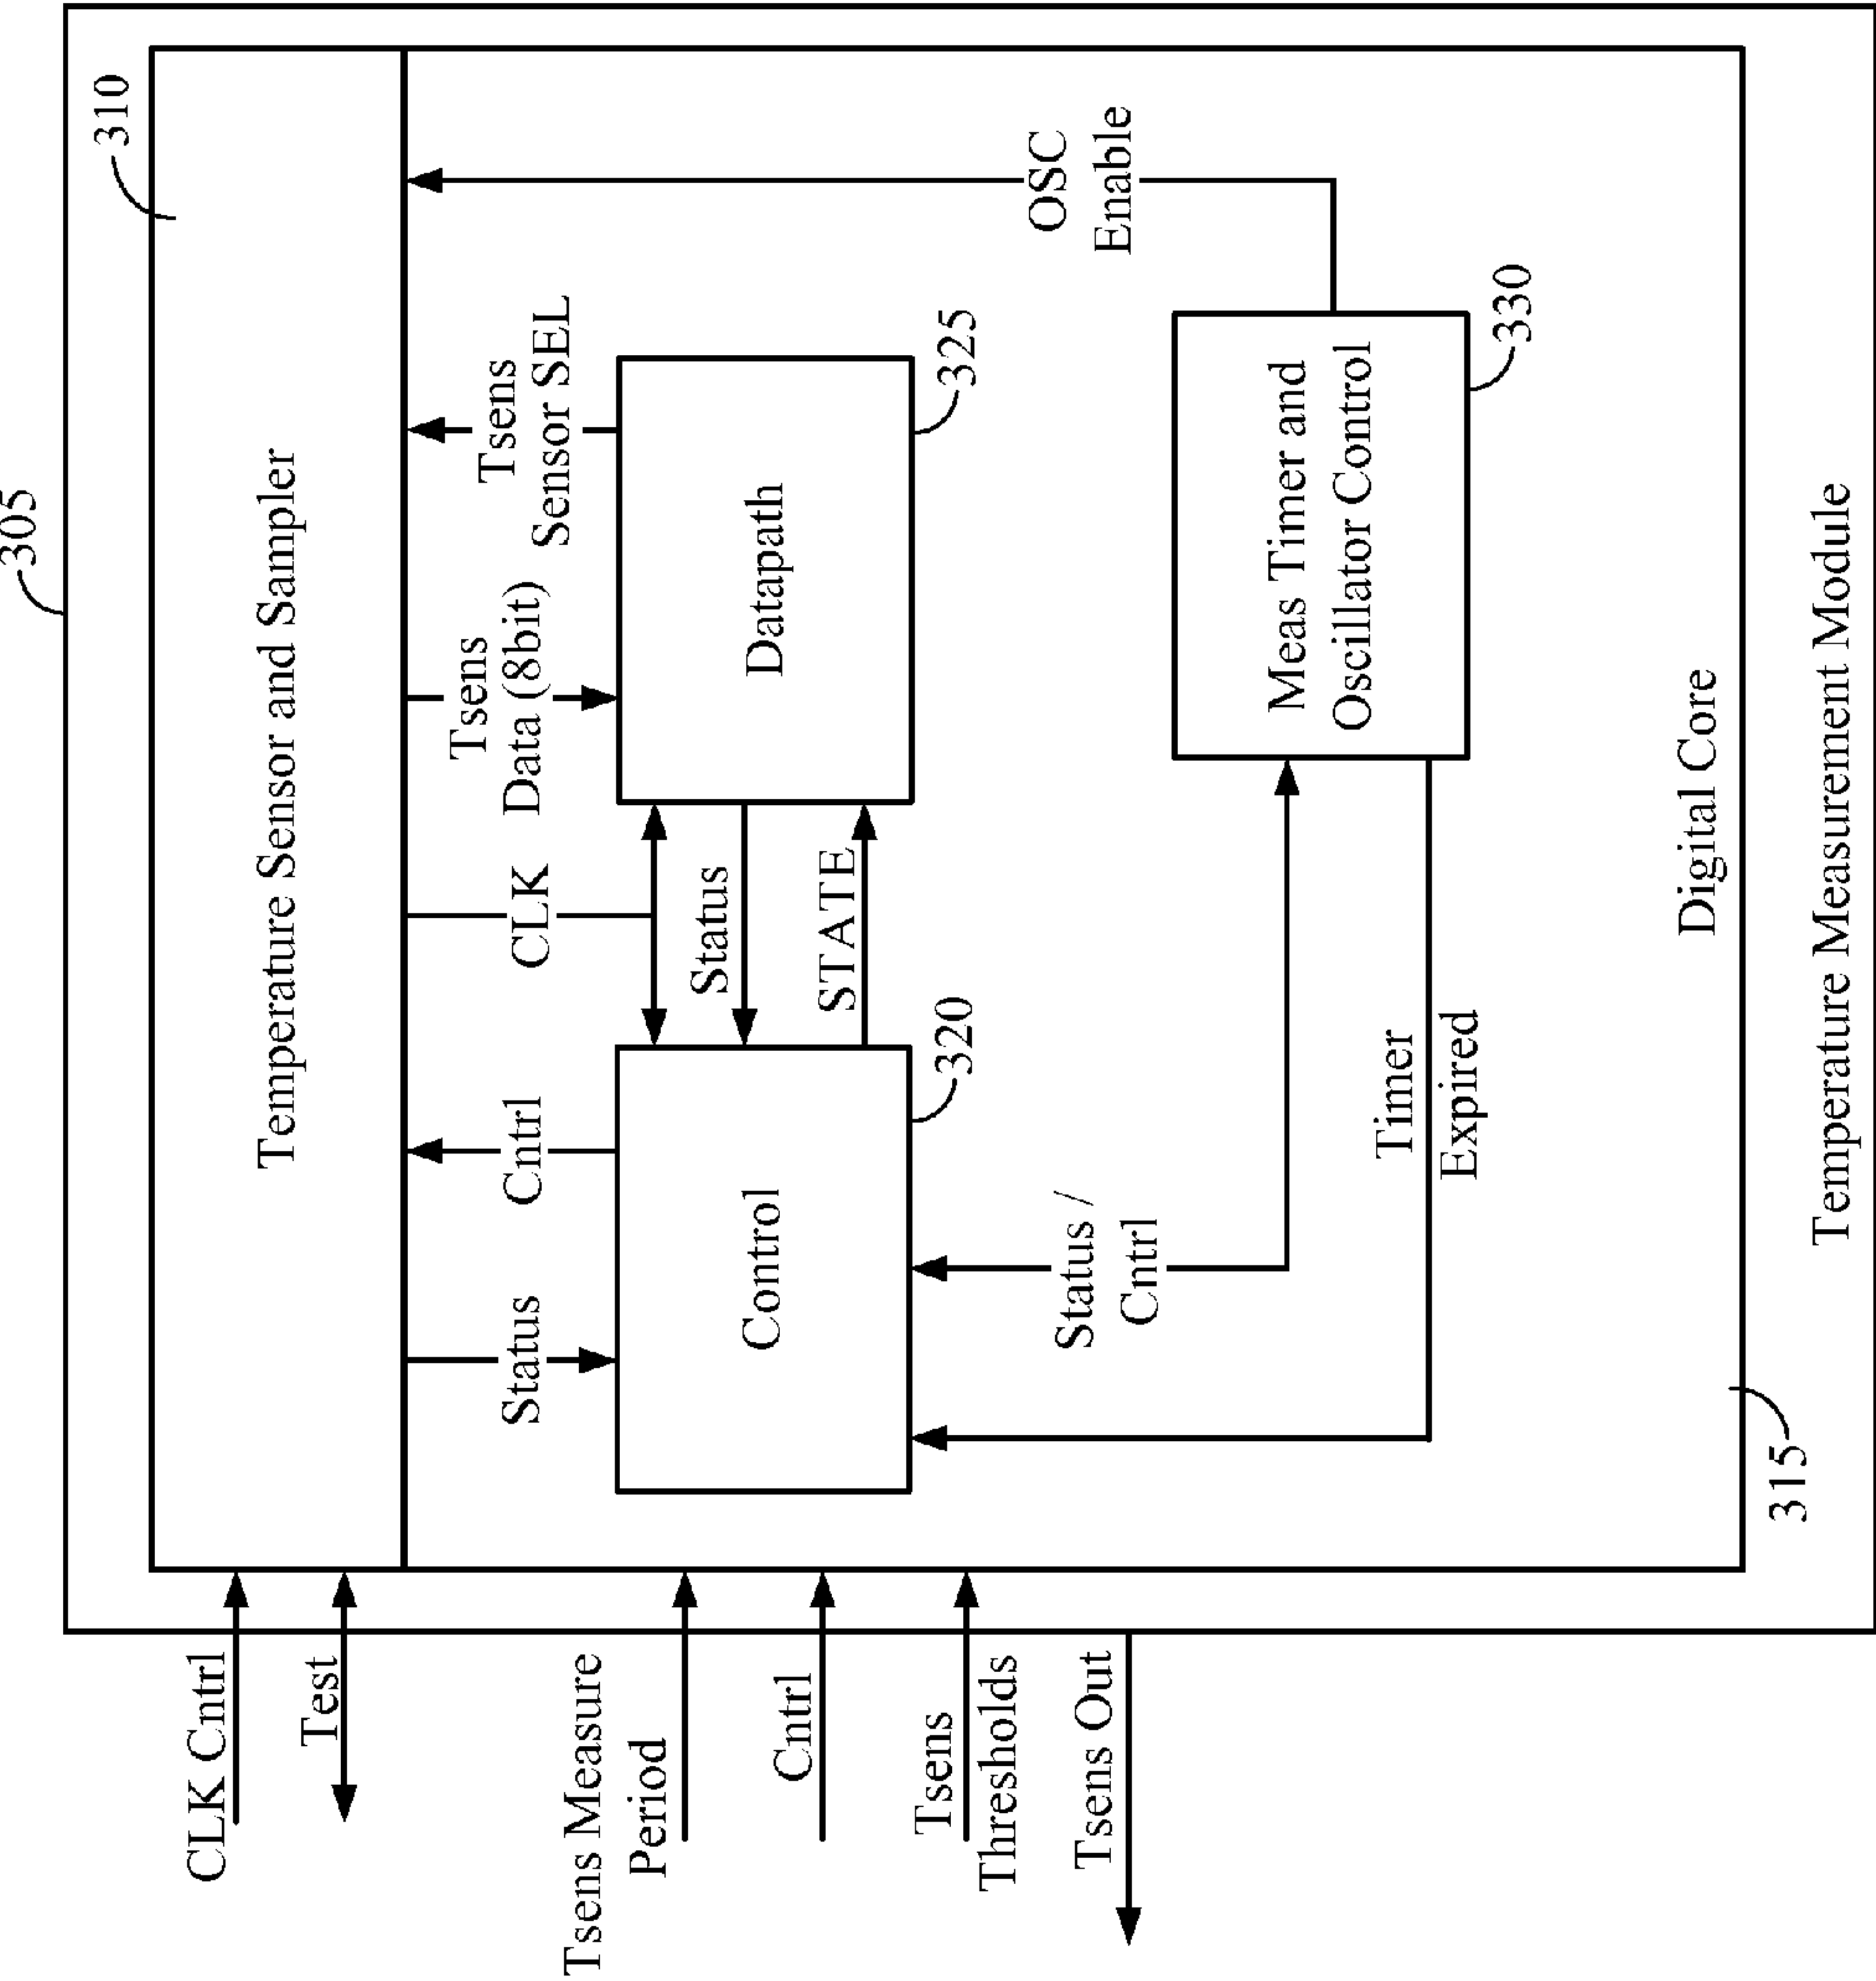 305
310
Temperature Sensor and Sampler
CLK Cntrl
Test
Status
Cntrl
CLK
Tsens
Data (8bit)
Tsens
Sensor SEL
Tsens Measure
Period
Cntrl
Tsens
Thresholds
Tsens Out
Control
320
Status
STATE
Datapath
325
OSC
Enable
Status /
Cntrl
Timer
Expired
Meas Timer and
Oscillator Control
330
Digital Core
315
Temperature Measurement Module